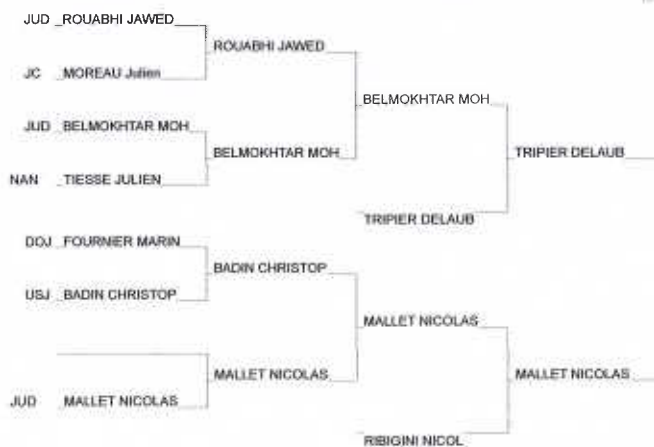 JUD ROUABHI JAWED
ROUABHI JAWED
JC MOREAU Julien
BELMOKHTAR MOH
JUD BELMOKHTAR MOH
BELMOKHTAR MOH
TRIPIER DELAUB
NAN TIESSE JULIEN
TRIPIER DELAUB
DOJ FOURNIER MARIN
BADIN CHRISTOP
USJ BADIN CHRISTOP
MALLET NICOLAS
MALLET NICOLAS
MALLET NICOLAS
JUD MALLET NICOLAS
RIBIGINI NICOL